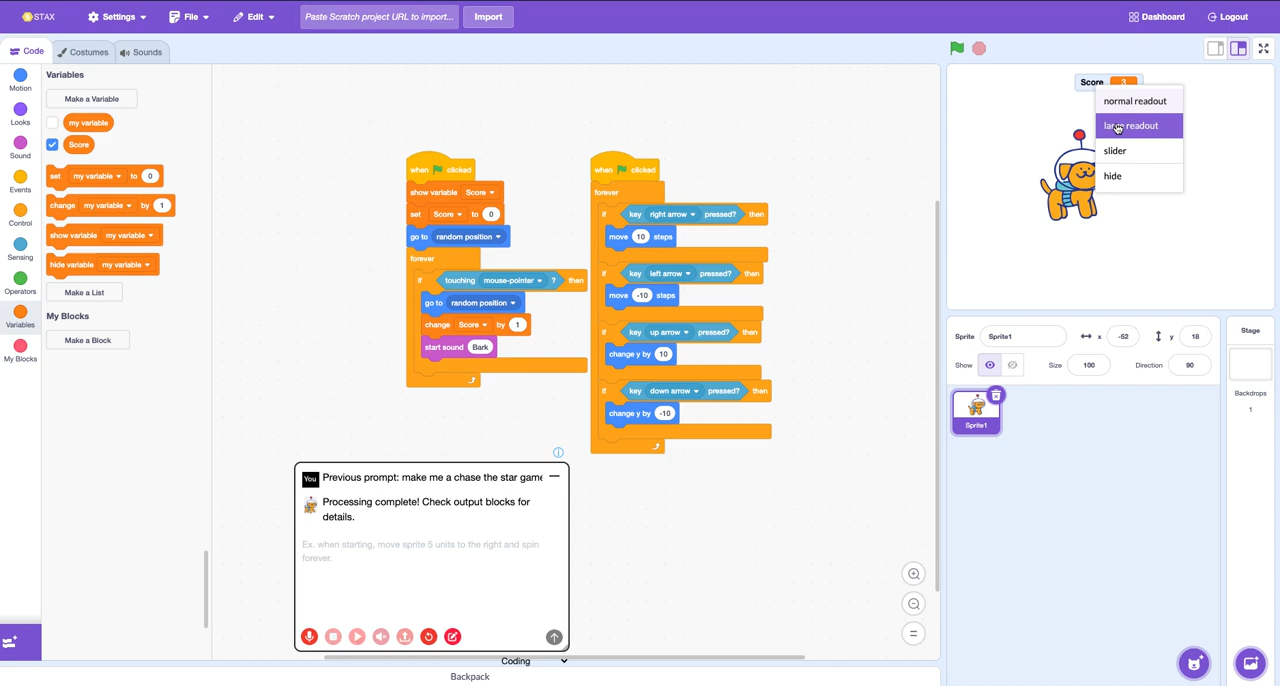 STAX Settings File Edit Paste Scratch project URL to import... Import Dashboard Logout
Code Costumes Sounds
Motion
Looks
Sound
Events
Control
Sensing
Operators
Variables
My Blocks
Variables
Make a Variable
my variable
Score
set my variable to 0
change my variable by 1
show variable my variable
hide variable my variable
Make a List
My Blocks
Make a Block
when clicked
show variable Score
set Score to 0
go to random position
forever
if touching mouse-pointer ? then
go to random position
change Score by 1
start sound Bark
when clicked
forever
if key right arrow pressed? then
move 10 steps
if key left arrow pressed? then
move -10 steps
if key up arrow pressed? then
change y by 10
if key down arrow pressed? then
change y by -10
You Previous prompt: make me a chase the star game
Processing complete! Check output blocks for
details.
Ex. when starting, move sprite 5 units to the right and spin
forever.
Coding
Backpack
Score 3
normal readout
large readout
slider
hide
Sprite Sprite1 x -52 y 18
Show Size 100 Direction 90
Sprite1
Stage
Backdrops
1